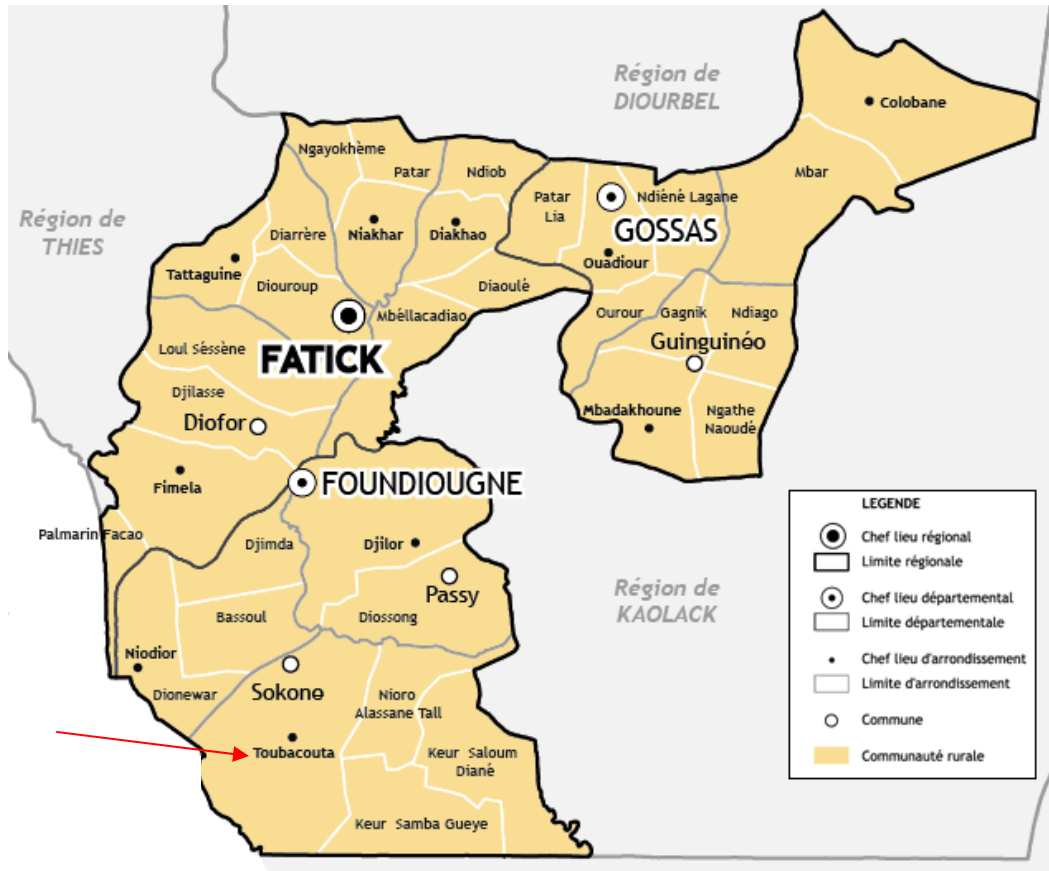 Région de
DIOURBEL
Colobane
Ngayokhème
Patar
Ndiob
Mbar
Patar
Lia
Ndiéné Lagane
Région de
THIES
Diarrère
Niakhar
Diakhao
GOSSAS
Ouadiour
Tattaguine
Diouroup
Diaoulé
Mbéllacadiao
Ourour
Gagnik
Ndiago
Guinguinéo
Loul Séssène
FATICK
Djilasse
Diofor
Mbadakhoune
Ngathe
Naoudé
Fimela
FOUNDIOUGNE
Palmarin Facao
Djimda
Djilor
Passy
Bassoul
Diossong
Région de
KAOLACK
Niodior
Dionewar
Sokone
Nioro
Alassane Tall
Toubacouta
Keur Saloum
Diané
Keur Samba Gueye
LEGENDE
Chef lieu régional
Limite régionale
Chef lieu départemental
Limite départementale
Chef lieu d'arrondissement
Limite d'arrondissement
Commune
Communauté rurale